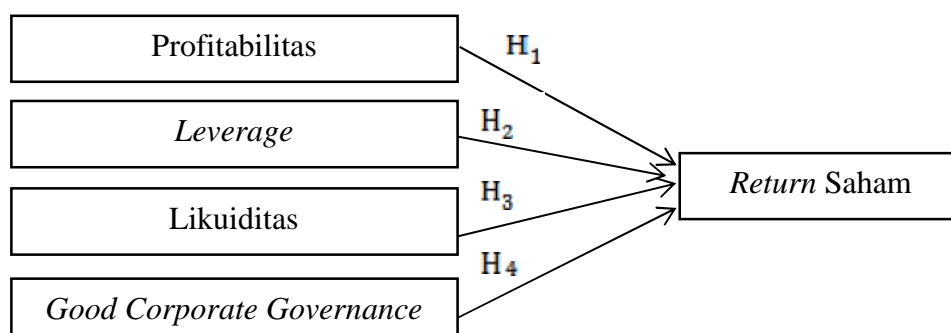 Profitabilitas
H₁
Leverage
H₂
Return Saham
Likuiditas
H₃
Good Corporate Governance
H₄